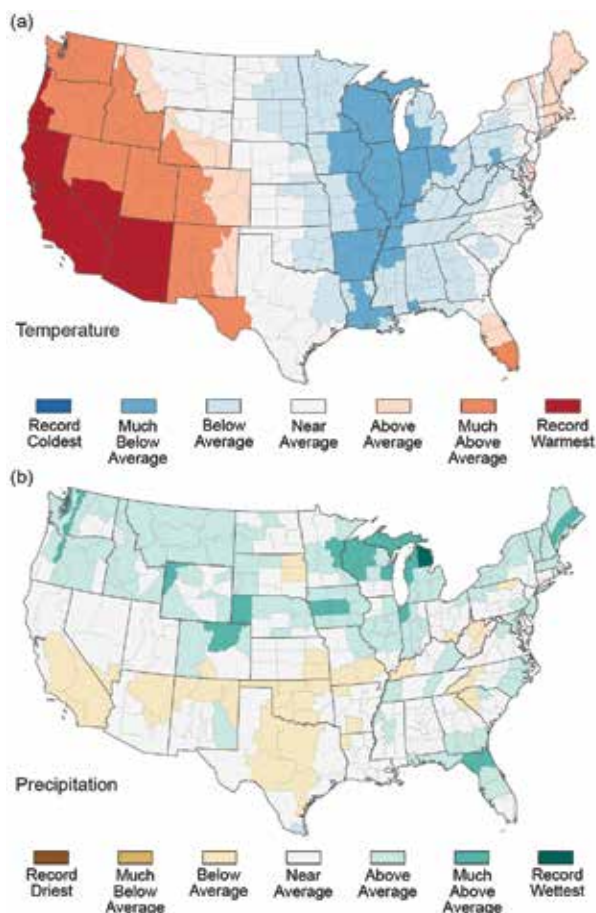 (a)
Temperature
Record Coldest
Much Below Average
Below Average
Near Average
Above Average
Much Above Average
Record Warmest
(b)
Precipitation
Record Driest
Much Below Average
Below Average
Near Average
Above Average
Much Above Average
Record Wettest